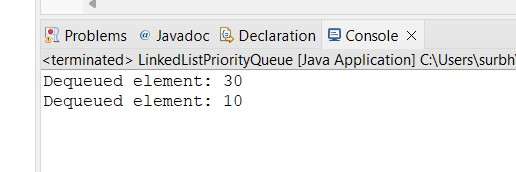 Problems @ Javadoc Declaration Console
<terminated> LinkedListPriorityQueue [Java Application] C:\Users\surbh
Dequeued element: 30
Dequeued element: 10